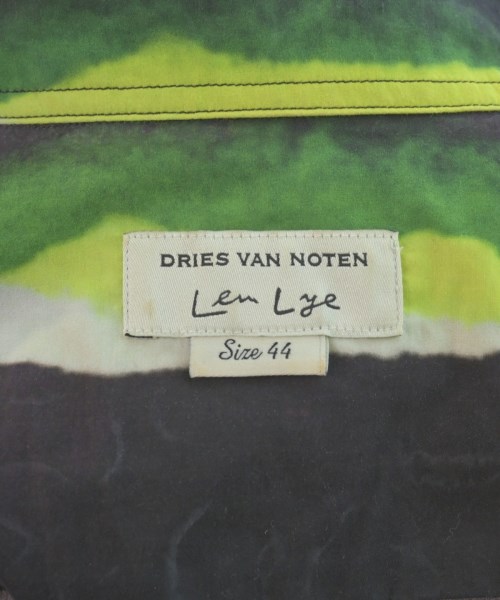 DRIES VAN NOTEN
Len Lye
Size 44